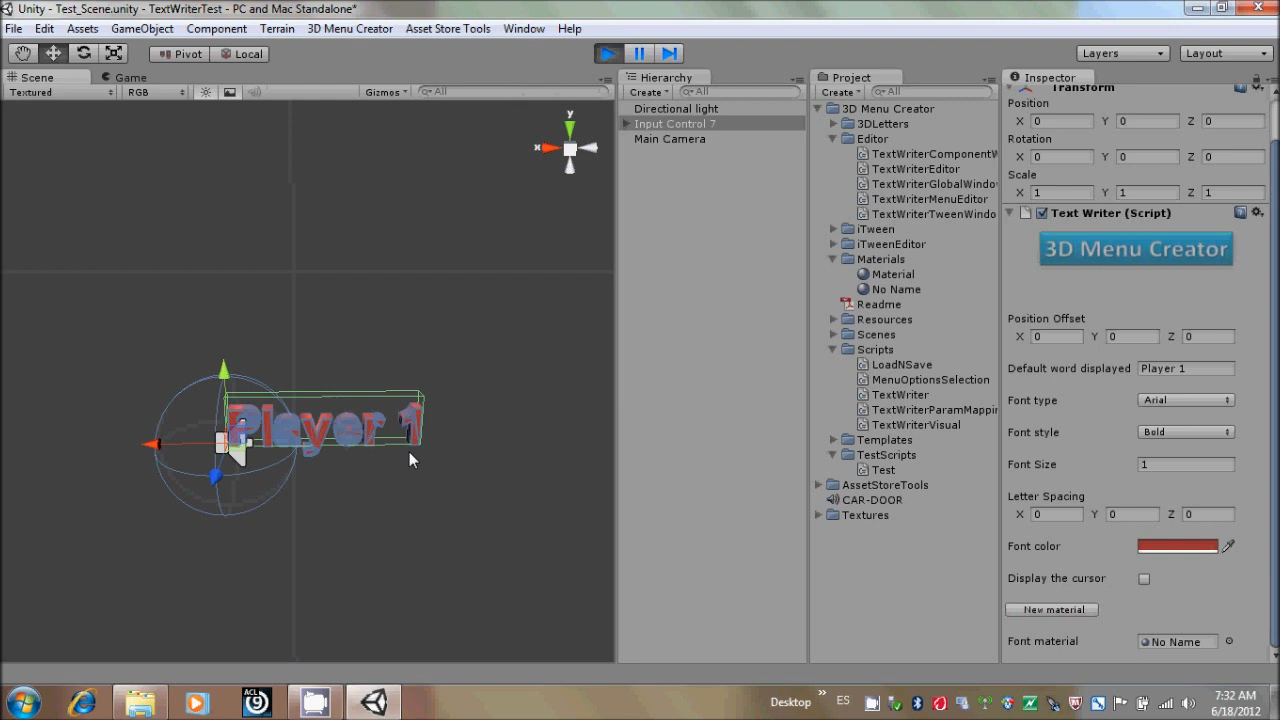 Unity - Test_Scene.unity - TextWriterTest - PC and Mac Standalone*
File Edit Assets GameObject Component Terrain 3D Menu Creator Asset Store Tools Window Help
Pivot Local Layers Layout
Scene Game
Textured RGB Gizmos All
y
x
Player 1
Hierarchy
Create All
Directional light
Input Control 7
Main Camera
Project
Create All
3D Menu Creator
3DLetters
Editor
TextWriterComponentW
TextWriterEditor
TextWriterGlobalWindo
TextWriterMenuEditor
TextWriterTweenWindo
iTween
iTweenEditor
Materials
Material
No Name
Readme
Resources
Scenes
Scripts
LoadNSave
MenuOptionsSelection
TextWriter
TextWriterParamMappi
TextWriterVisual
Templates
TestScripts
Test
AssetStoreTools
CAR-DOOR
Textures
Inspector
Transform
Position
X 0 Y 0 Z 0
Rotation
X 0 Y 0 Z 0
Scale
X 1 Y 1 Z 1
Text Writer (Script)
3D Menu Creator
Position Offset
X 0 Y 0 Z 0
Default word displayed Player 1
Font type Arial
Font style Bold
Font Size 1
Letter Spacing
X 0 Y 0 Z 0
Font color
Display the cursor
New material
Font material No Name
ACL 9
Desktop » ES
7:32 AM
6/18/2012